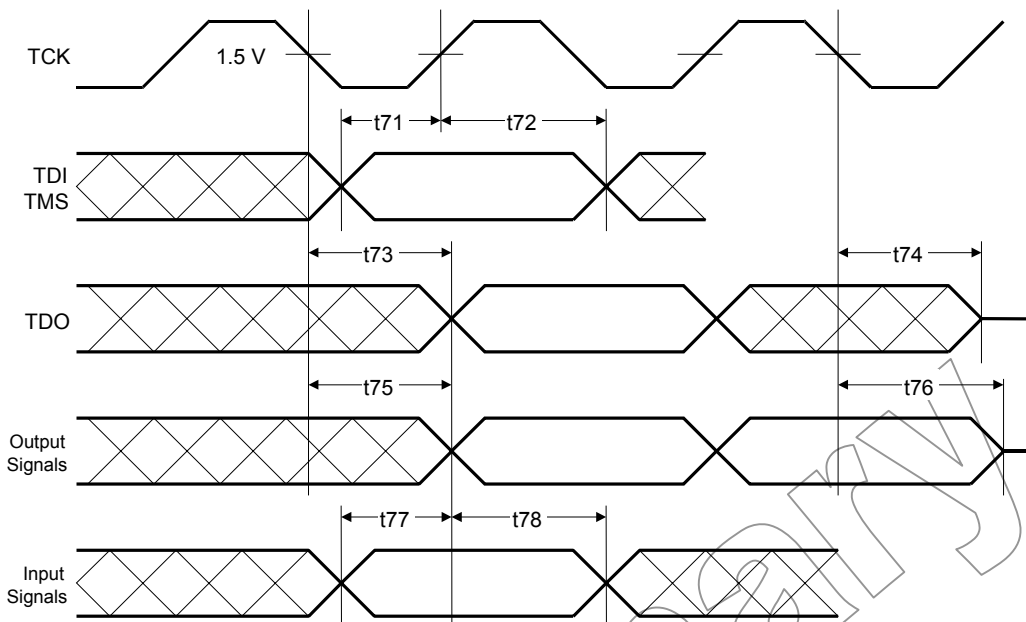 TCK
1.5 V
t71
t72
TDI
TMS
t73
t74
TDO
t75
t76
Output
Signals
t77
t78
Input
Signals